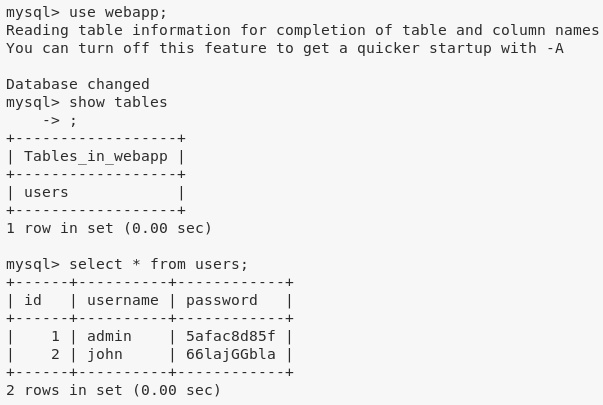 mysql> use webapp;
Reading table information for completion of table and column names
You can turn off this feature to get a quicker startup with -A

Database changed
mysql> show tables
    -> ;
+------------------+
| Tables_in_webapp |
+------------------+
| users            |
+------------------+
1 row in set (0.00 sec)

mysql> select * from users;
+------+----------+------------+
| id   | username | password   |
+------+----------+------------+
|    1 | admin    | 5afac8d85f |
|    2 | john     | 66lajGGbla |
+------+----------+------------+
2 rows in set (0.00 sec)